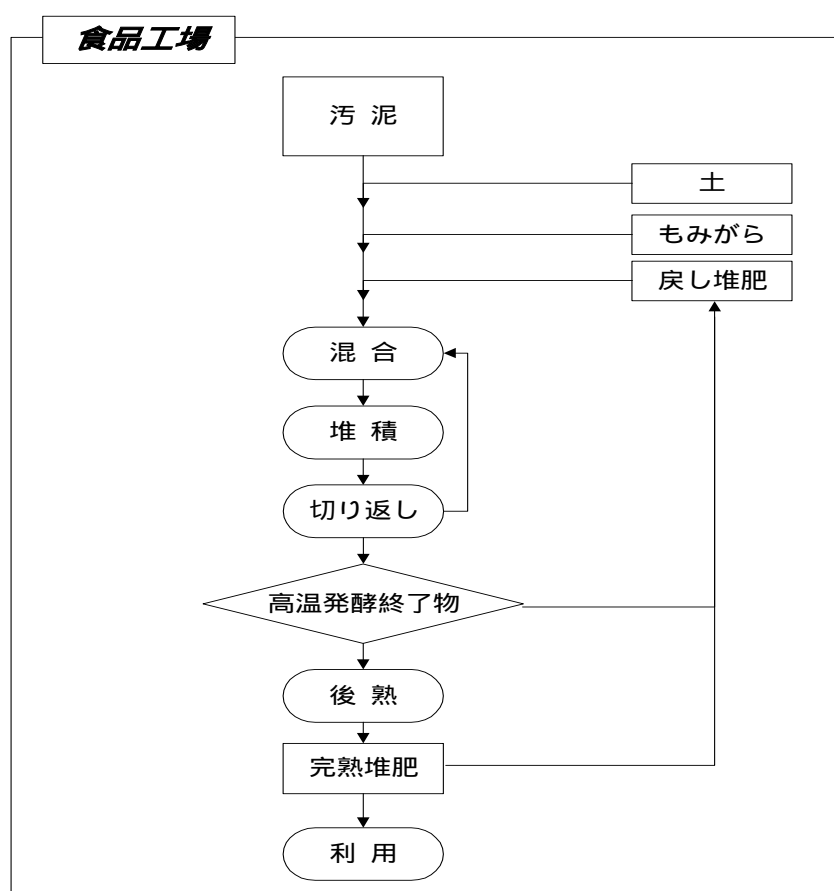 食品工場
汚 泥
土
もみがら
戻し堆肥
混 合
堆 積
切り返し
高温発酵終了物
後 熟
完熟堆肥
利 用